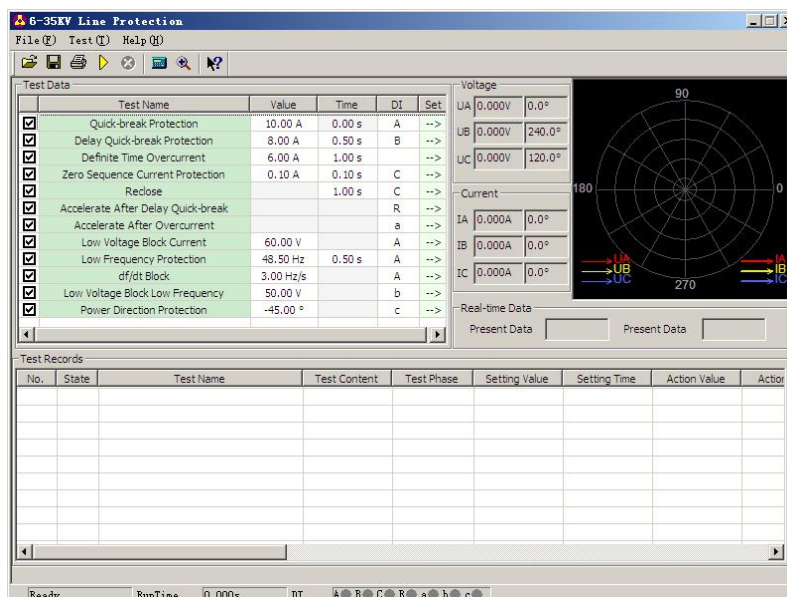 6-35KV Line Protection
File(F) Test(T) Help(H)
Test Data
Test Name Value Time DI Set
Quick-break Protection 10.00 A 0.00 s A -->
Delay Quick-break Protection 8.00 A 0.50 s B -->
Definite Time Overcurrent 6.00 A 1.00 s -->
Zero Sequence Current Protection 0.10 A 0.10 s C -->
Reclose 1.00 s C -->
Accelerate After Delay Quick-break R -->
Accelerate After Overcurrent a -->
Low Voltage Block Current 60.00 V A -->
Low Frequency Protection 48.50 Hz 0.50 s A -->
df/dt Block 3.00 Hz/s A -->
Low Voltage Block Low Frequency 50.00 V b -->
Power Direction Protection -45.00 ° c -->
Voltage
UA 0.000V 0.0°
UB 0.000V 240.0°
UC 0.000V 120.0°
Current
IA 0.000A 0.0°
IB 0.000A 0.0°
IC 0.000A 0.0°
90
180
0
270
UA
UB
UC
IA
IB
IC
Real-time Data
Present Data Present Data
Test Records
No. State Test Name Test Content Test Phase Setting Value Setting Time Action Value Action
Ready RunTime 0.000s DI A B C R a b c